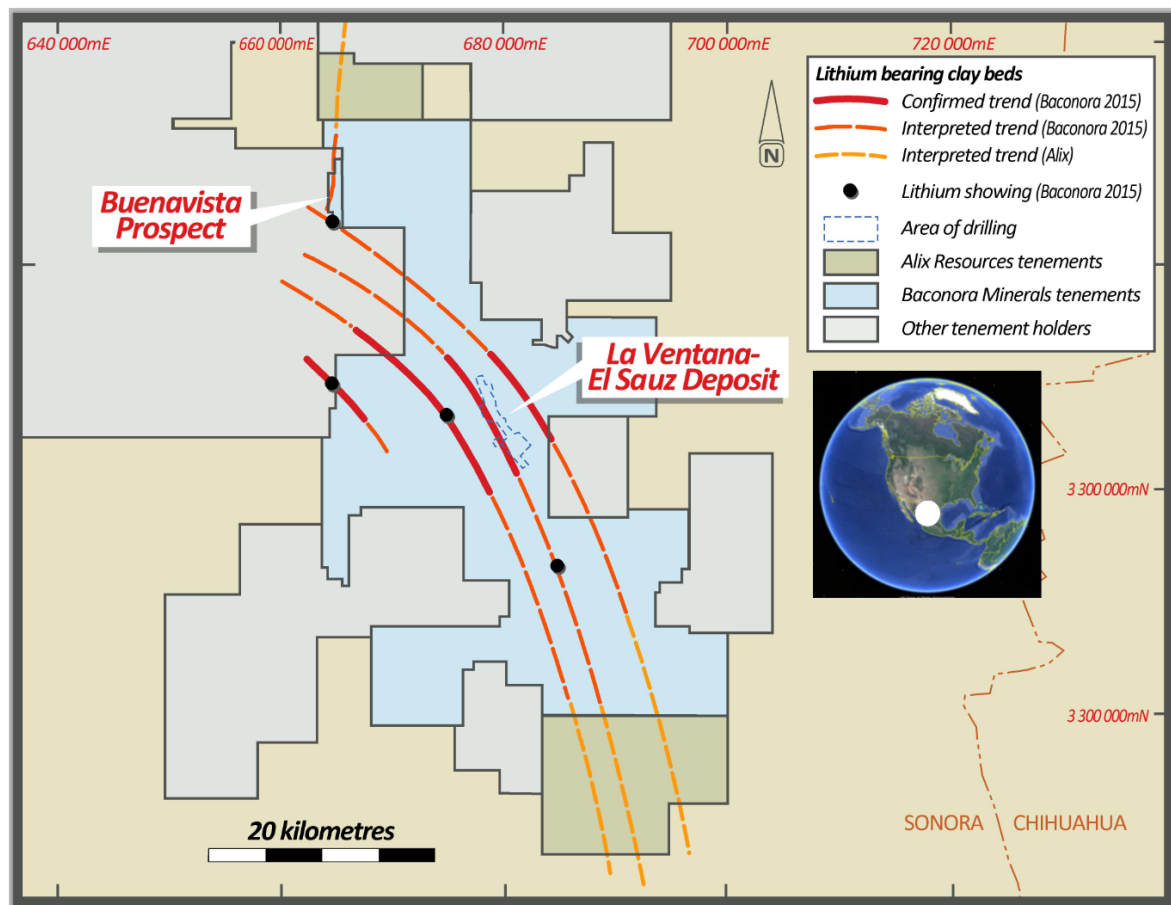 640 000mE
660 000mE
680 000mE
700 000mE
720 000mE
Lithium bearing clay beds
Confirmed trend (Baconora 2015)
Interpreted trend (Baconora 2015)
Interpreted trend (Alix)
Lithium showing (Baconora 2015)
Area of drilling
Alix Resources tenements
Baconora Minerals tenements
Other tenement holders
N
Buenavista
Prospect
La Ventana-
El Sauz Deposit
3 300 000mN
3 300 000mN
20 kilometres
SONORA
CHIHUAHUA